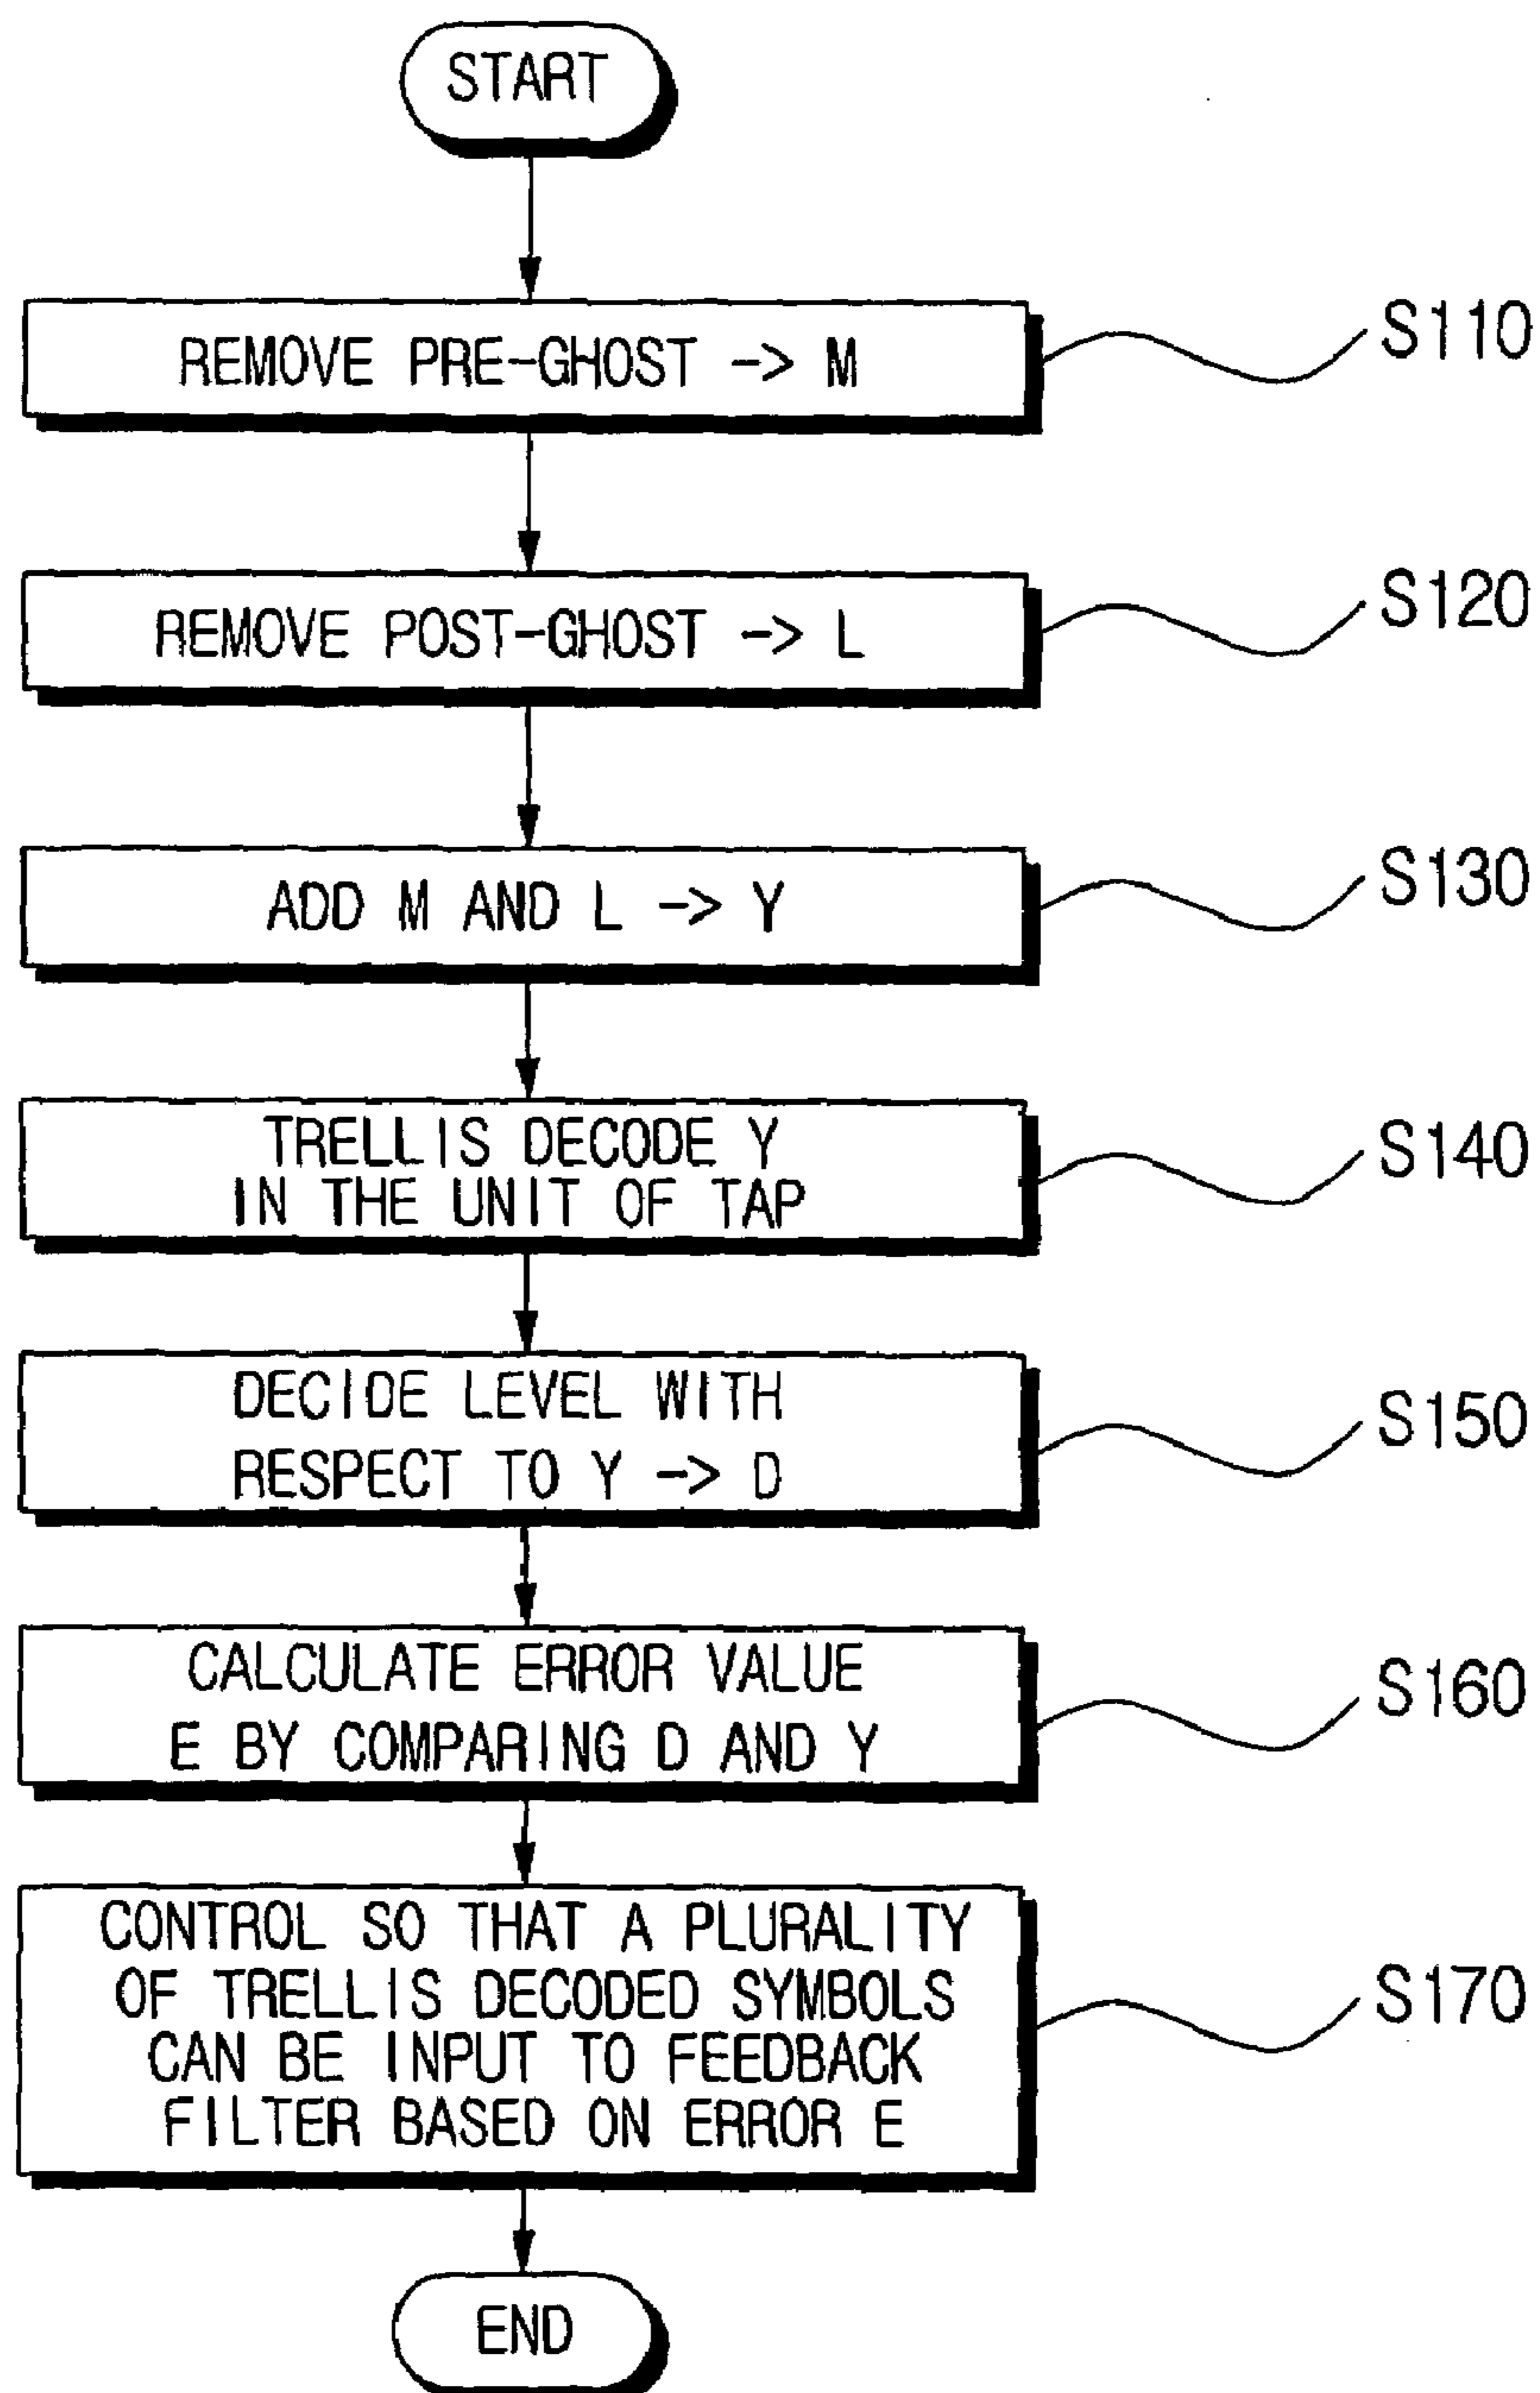 START
REMOVE PRE-GHOST -> M
S110
REMOVE POST-GHOST -> L
S120
ADD M AND L -> Y
S130
TRELLIS DECODE Y
IN THE UNIT OF TAP
S140
DECIDE LEVEL WITH
RESPECT TO Y -> D
S150
CALCULATE ERROR VALUE
E BY COMPARING D AND Y
S160
CONTROL SO THAT A PLURALITY
OF TRELLIS DECODED SYMBOLS
CAN BE INPUT TO FEEDBACK
FILTER BASED ON ERROR E
S170
END